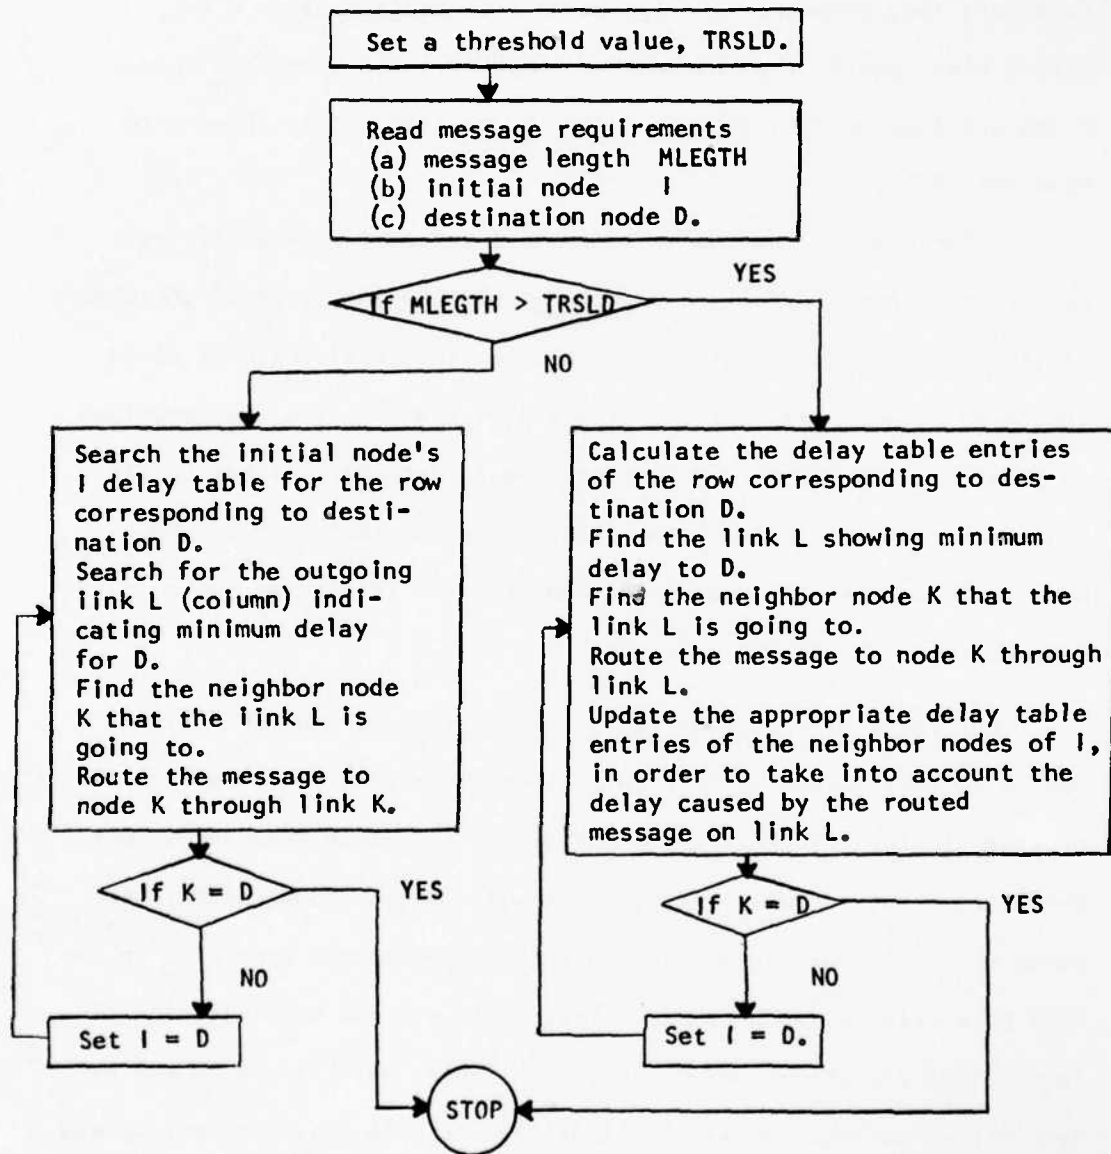 Set a threshold value, TRSLD.
Read message requirements
(a) message length MLEGTH
(b) initial node I
(c) destination node D.
If MLEGTH > TRSLD
YES
NO
Search the initial node's
I delay table for the row
corresponding to desti-
nation D.
Search for the outgoing
link L (column) indi-
cating minimum delay
for D.
Find the neighbor node
K that the link L is
going to.
Route the message to
node K through link K.
If K = D
YES
NO
Set I = D
Calculate the delay table entries
of the row corresponding to des-
tination D.
Find the link L showing minimum
delay to D.
Find the neighbor node K that the
link L is going to.
Route the message to node K through
link L.
Update the appropriate delay table
entries of the neighbor nodes of I,
in order to take into account the
delay caused by the routed
message on link L.
If K = D
YES
NO
Set I = D.
STOP